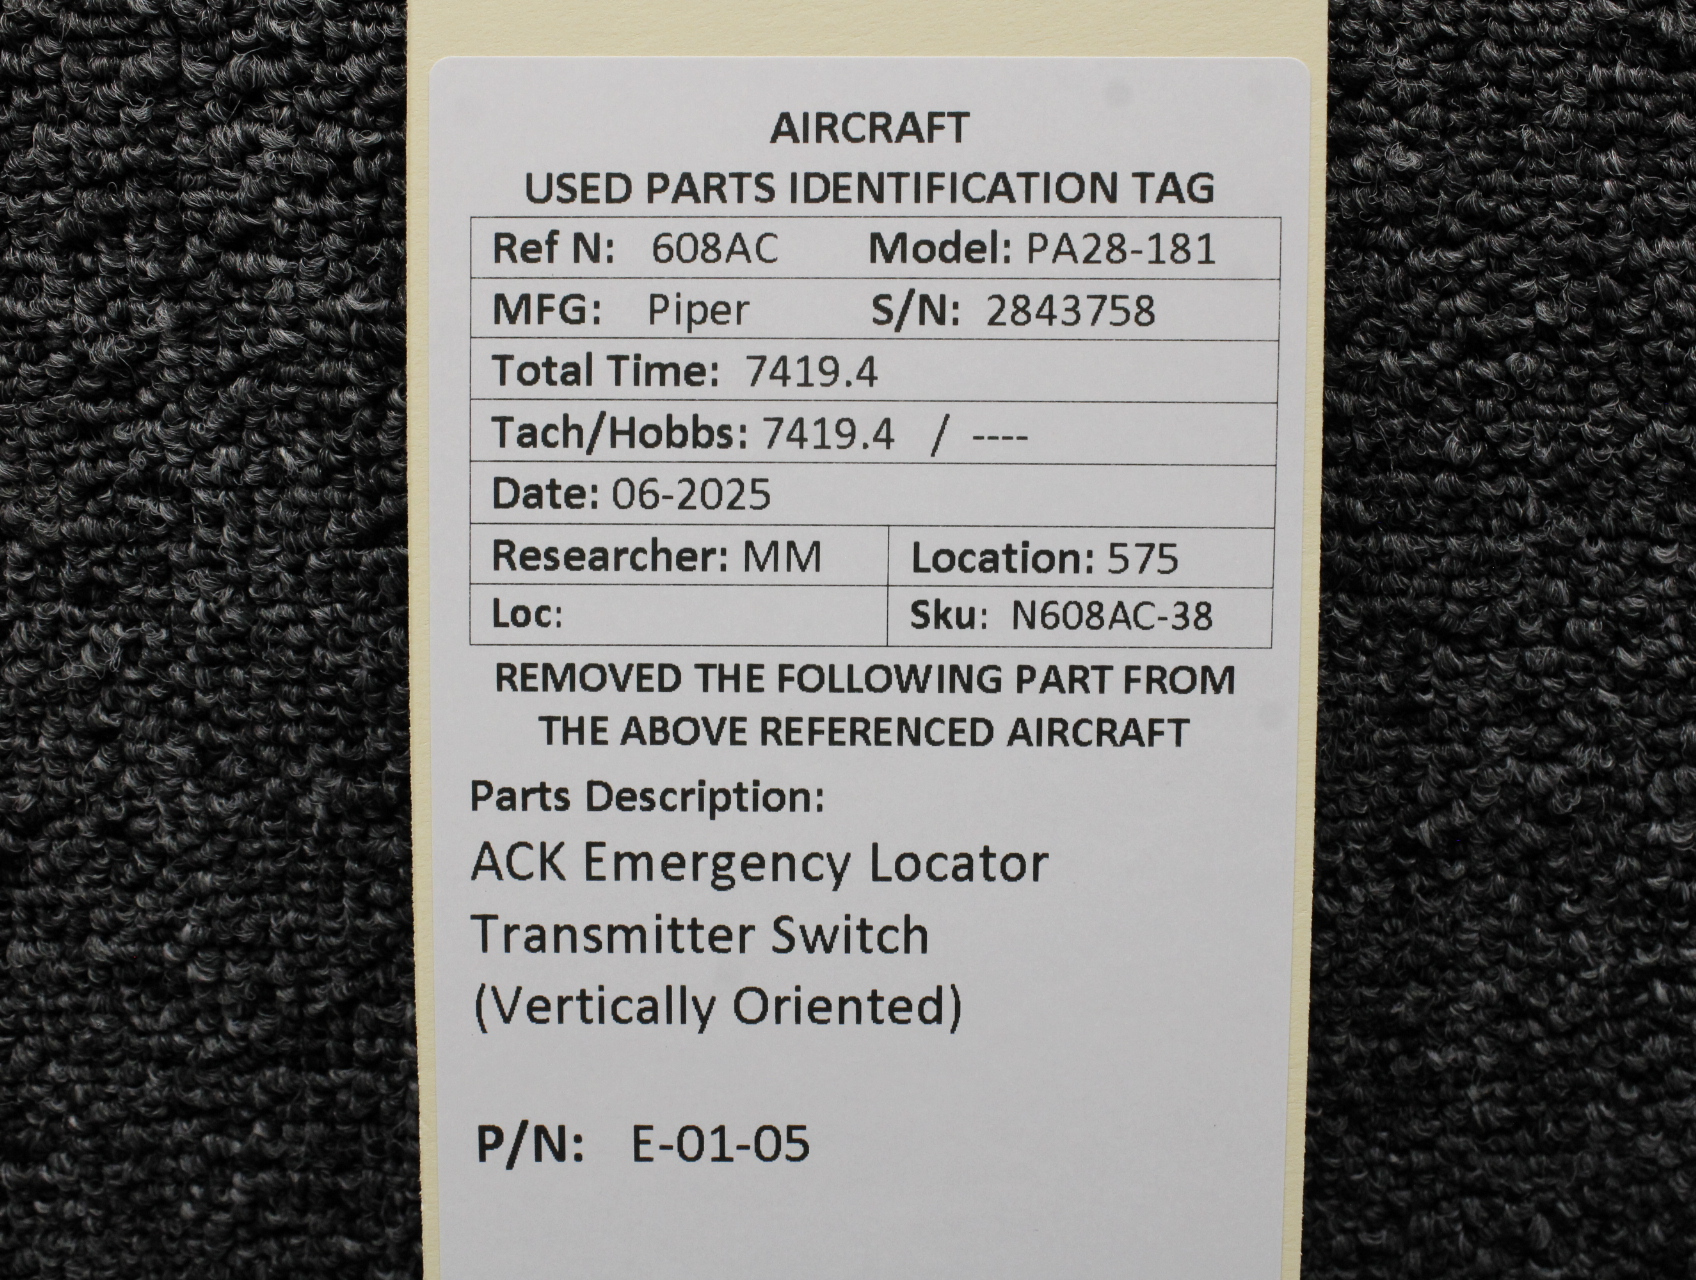 AIRCRAFT
USED PARTS IDENTIFICATION TAG
Ref N: 608AC Model: PA28-181
MFG: Piper S/N: 2843758
Total Time: 7419.4
Tach/Hobbs: 7419.4 / ----
Date: 06-2025
Researcher: MM Location: 575
Loc: Sku: N608AC-38
REMOVED THE FOLLOWING PART FROM
THE ABOVE REFERENCED AIRCRAFT
Parts Description:
ACK Emergency Locator
Transmitter Switch
(Vertically Oriented)
P/N: E-01-05